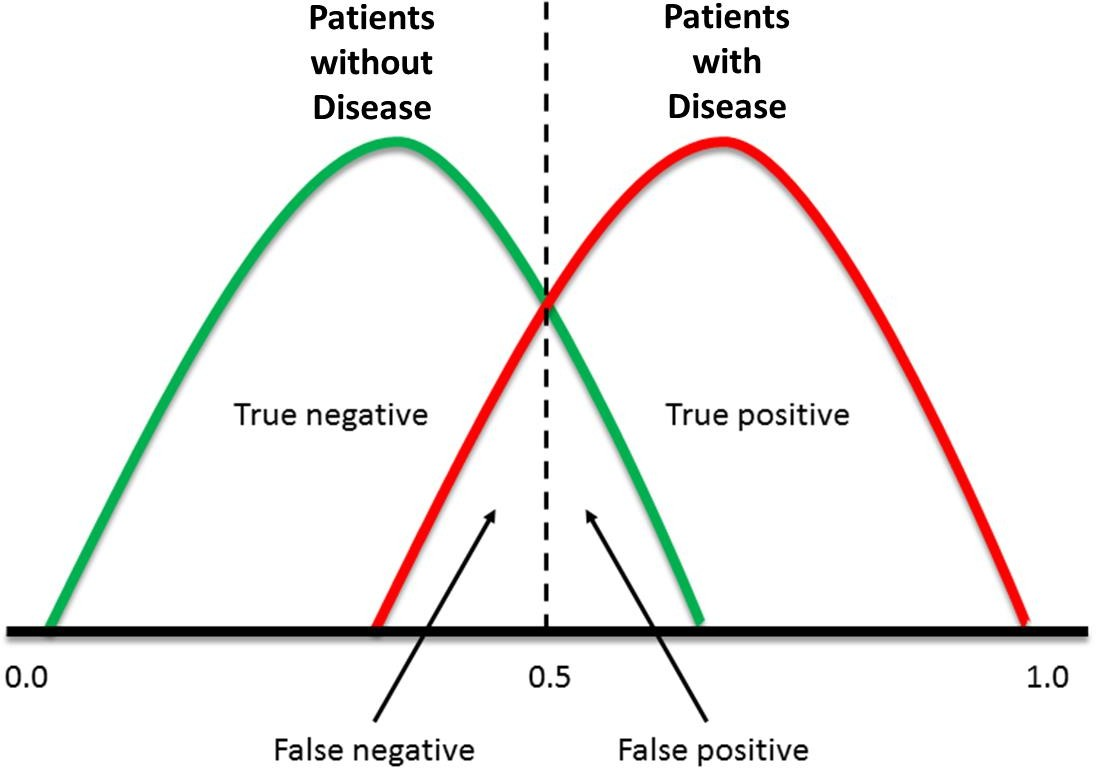 Patients
without
Disease
Patients
with
Disease
True negative
True positive
0.0
0.5
1.0
False negative
False positive